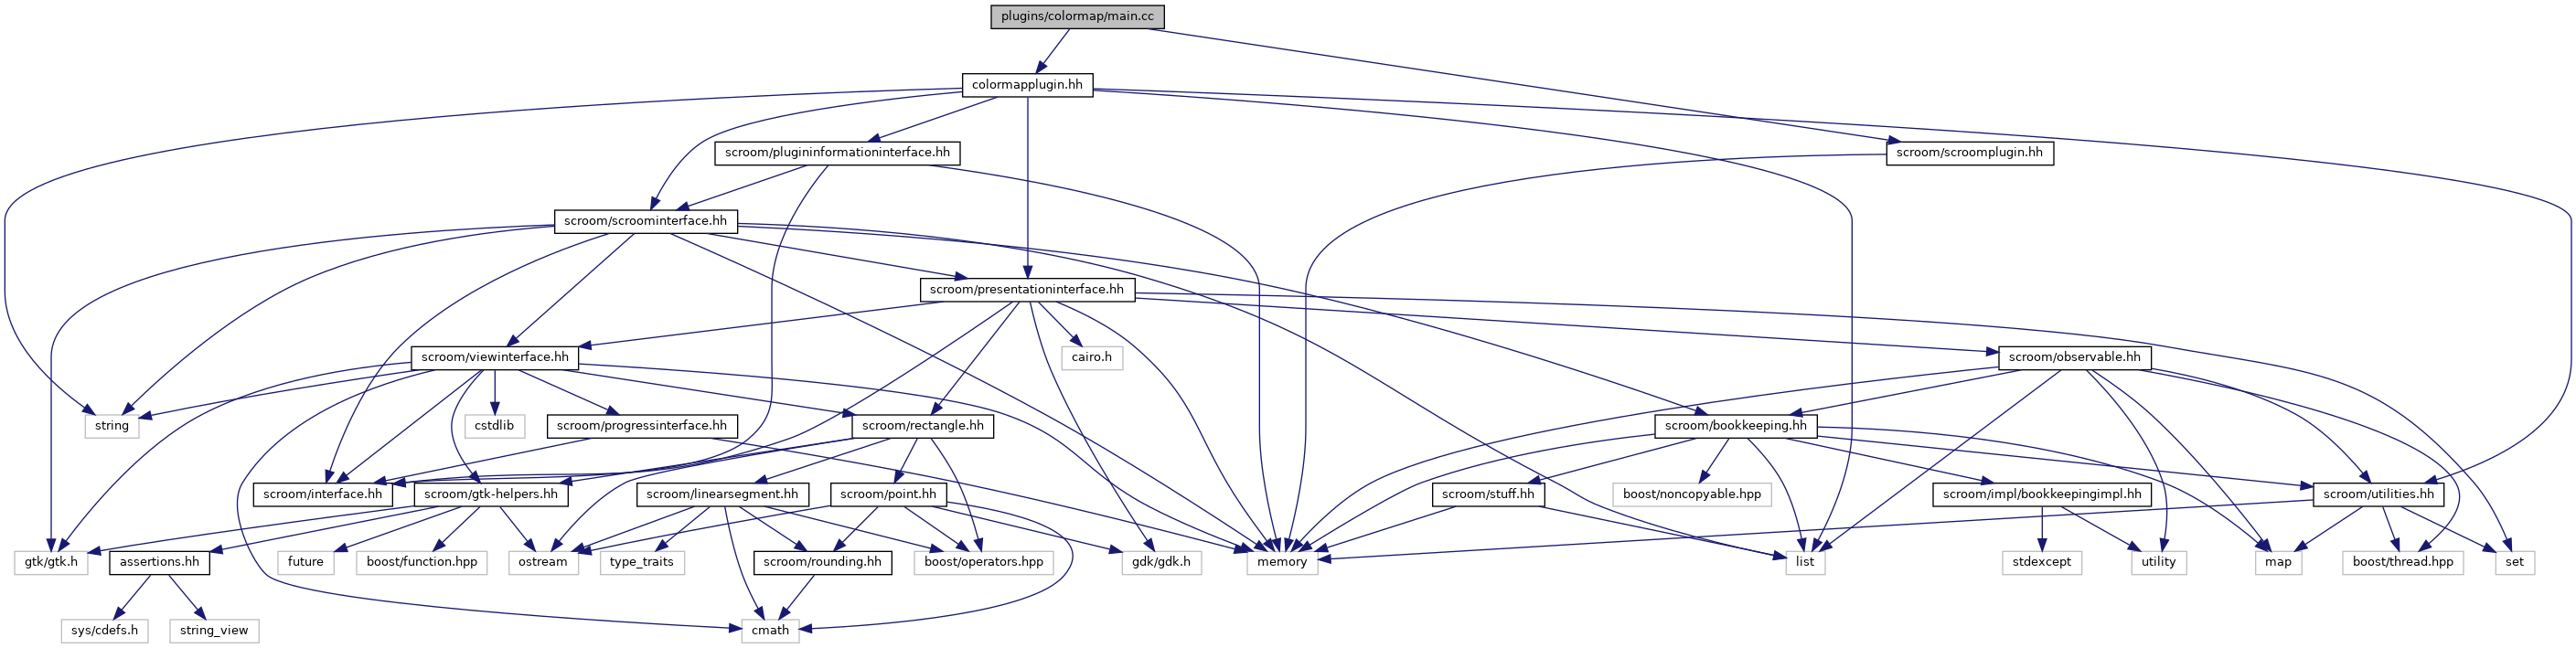 plugins/colormap/main.cc
colormapplugin.hh
scroom/plugininformationinterface.hh
scroom/scroomplugin.hh
scroom/scroominterface.hh
scroom/presentationinterface.hh
scroom/viewinterface.hh
cairo.h
scroom/observable.hh
string
cstdlib
scroom/progressinterface.hh
scroom/rectangle.hh
scroom/bookkeeping.hh
scroom/interface.hh
scroom/gtk-helpers.hh
scroom/linearsegment.hh
scroom/point.hh
scroom/stuff.hh
boost/noncopyable.hpp
scroom/impl/bookkeepingimpl.hh
scroom/utilities.hh
gtk/gtk.h
assertions.hh
future
boost/function.hpp
ostream
type_traits
scroom/rounding.hh
boost/operators.hpp
gdk/gdk.h
memory
list
stdexcept
utility
map
boost/thread.hpp
set
sys/cdefs.h
string_view
cmath